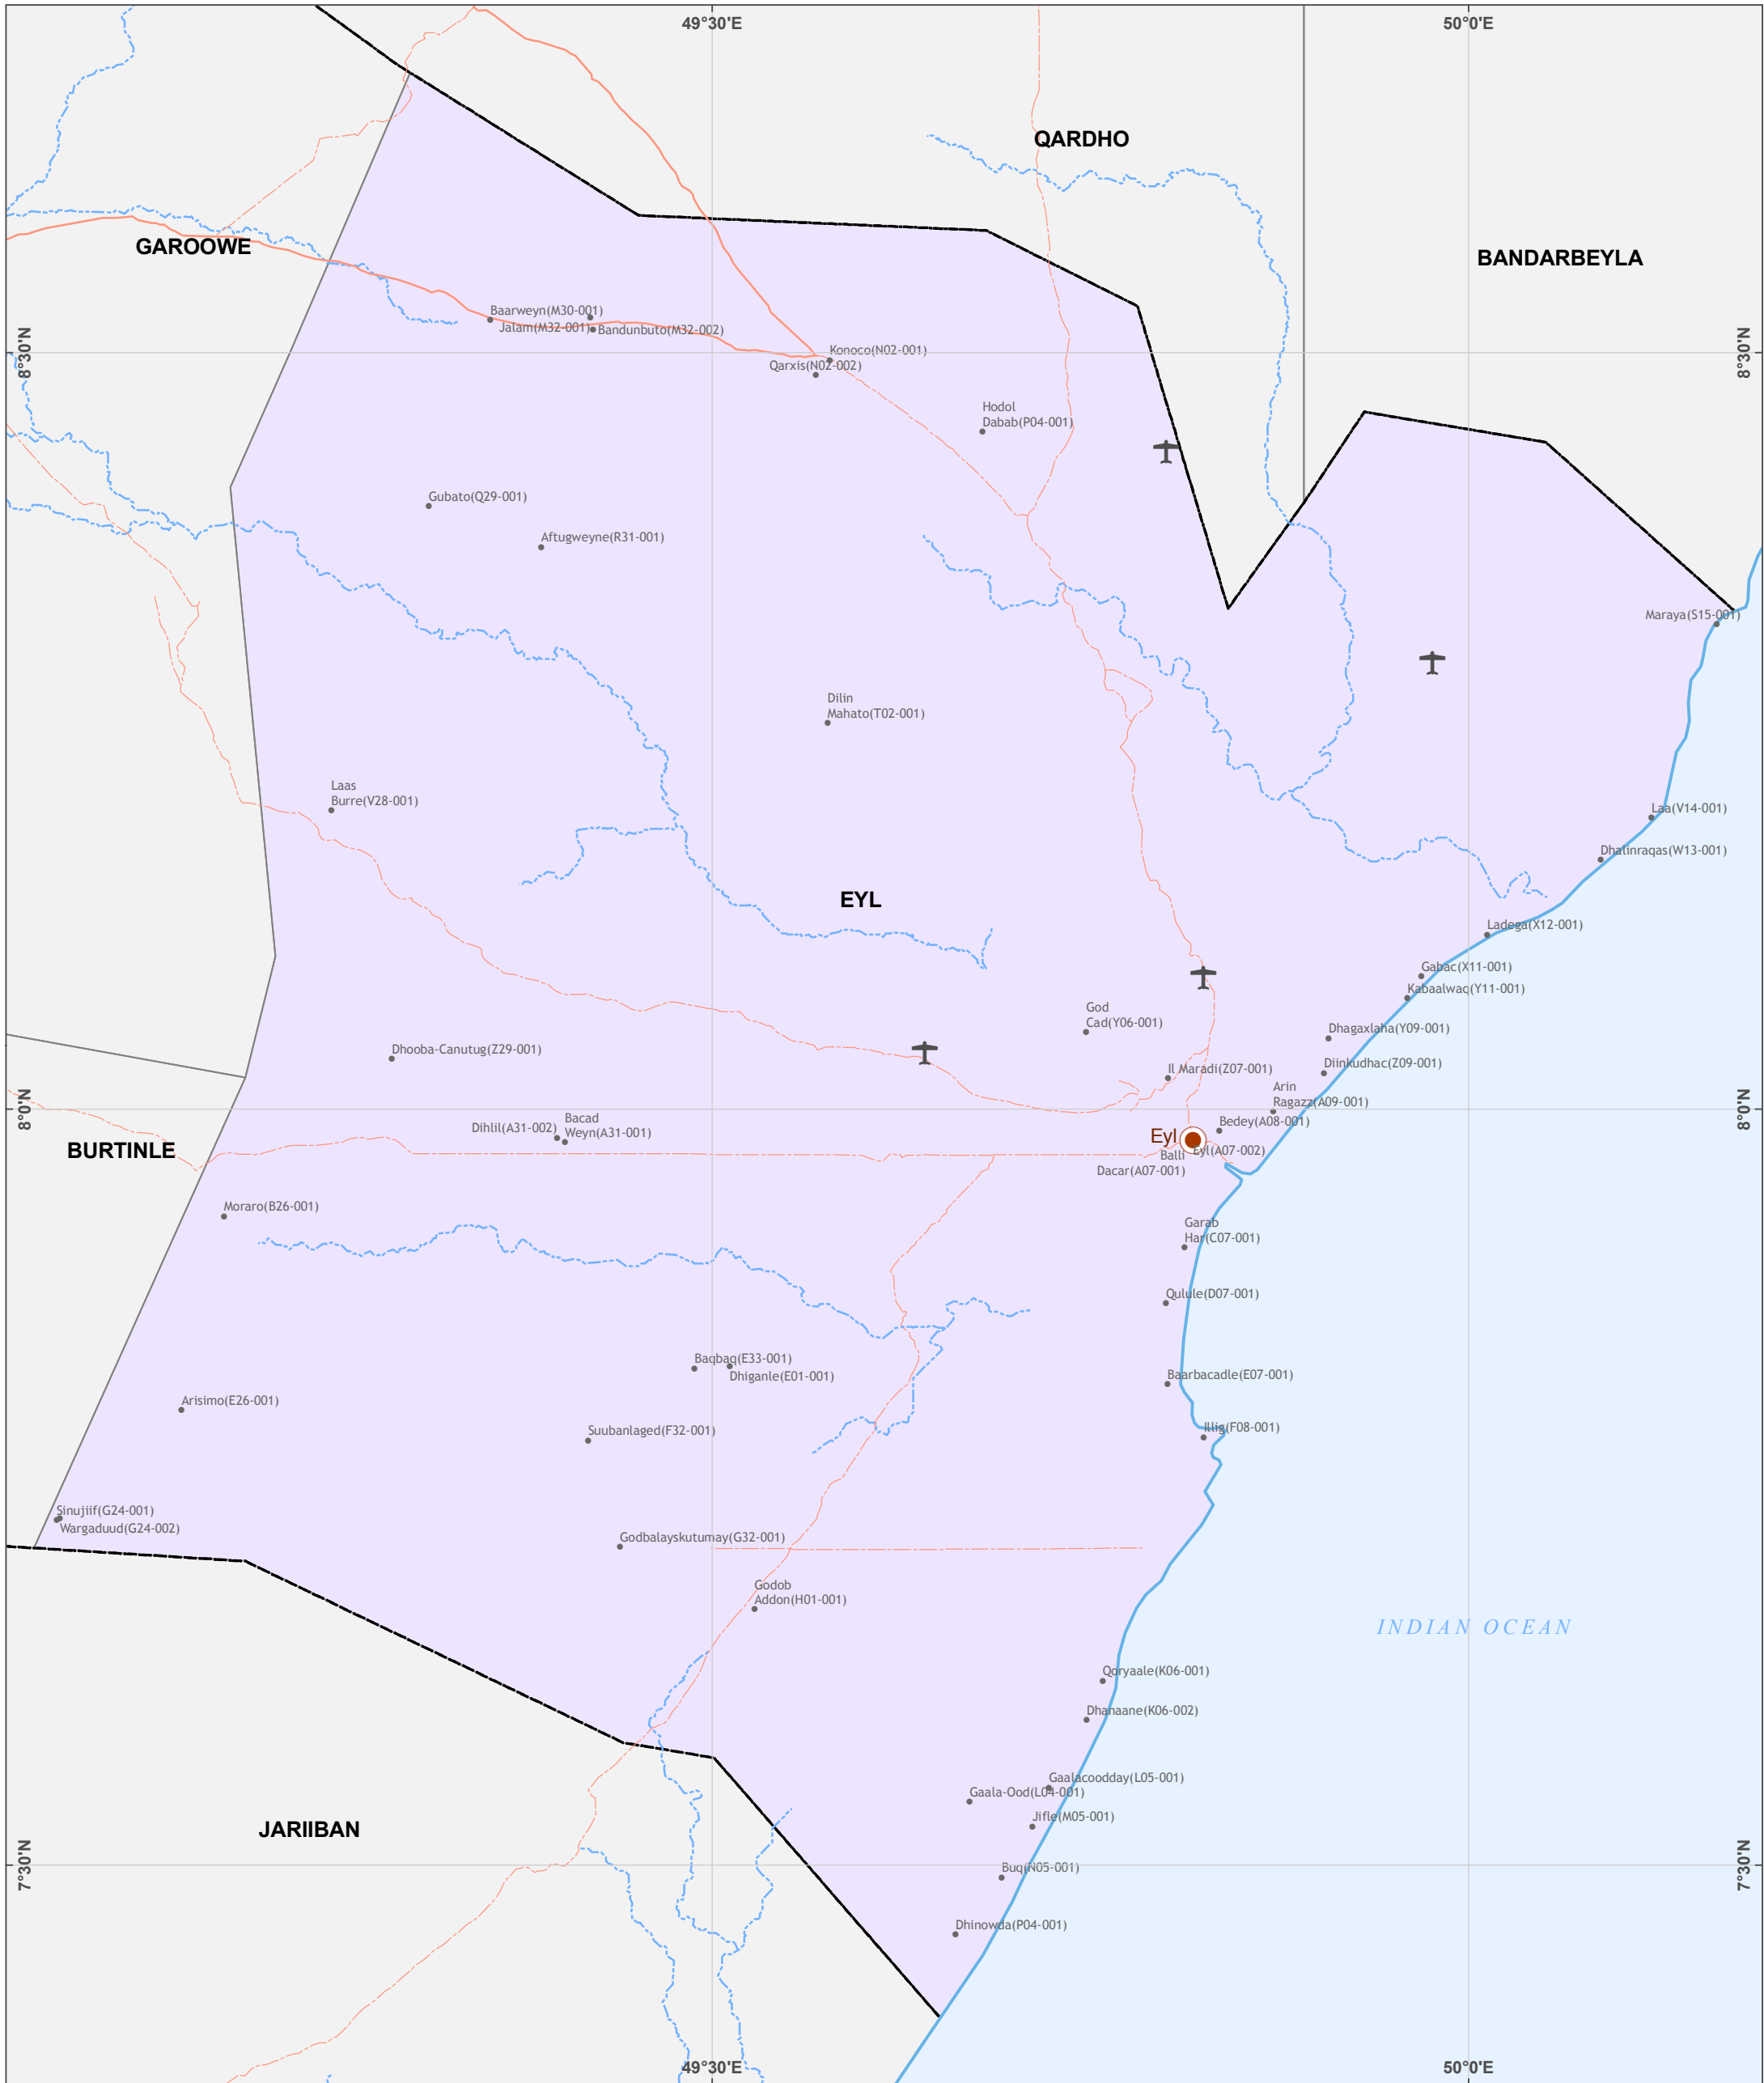 49°30'E
50°0'E
QARDHO
GAROOWE
BANDARBEYLA
Baarweyn(M30-001)
Jalam(M32-001)
Bandunbuto(M32-002)
8°30'N
8°30'N
Konoco(N02-001)
Qarxis(N02-002)
Hodol
Dabab(P04-001)
Gubato(Q29-001)
Aftugweyne(R31-001)
Maraya(S15-001)
Dilin
Mahato(T02-001)
Laas
Burre(V28-001)
Laa(V14-001)
Dhalinraqas(W13-001)
EYL
Ladega(X12-001)
Gabac(X11-001)
Kabaalwaq(Y11-001)
God
Cad(Y06-001)
Dhagaxlaha(Y09-001)
Dhooba-Canutug(Z29-001)
Il Maradi(Z07-001)
Diinkudhac(Z09-001)
Arin
Ragazz(A09-001)
8°0'N
8°0'N
Bacad
Weyn(A31-001)
Dihlil(A31-002)
Bedey(A08-001)
Eyl
Eyl(A07-002)
Balli
Dacar(A07-001)
BURTINLE
Moraro(B26-001)
Garab
Har(C07-001)
Qulule(D07-001)
Baqbaq(E33-001)
Dhiganle(E01-001)
Baarbacadle(E07-001)
Arisimo(E26-001)
Suubanlaged(F32-001)
Illig(F08-001)
Sinujiif(G24-001)
Wargaduud(G24-002)
Godbalayskutumay(G32-001)
Godob
Addon(H01-001)
INDIAN OCEAN
Qoryaale(K06-001)
Dhanaane(K06-002)
Gaalacoodday(L05-001)
Gaala-Ood(L04-001)
Jifle(M05-001)
JARIIBAN
7°30'N
7°30'N
Buq(N05-001)
Dhinowda(P04-001)
49°30'E
50°0'E